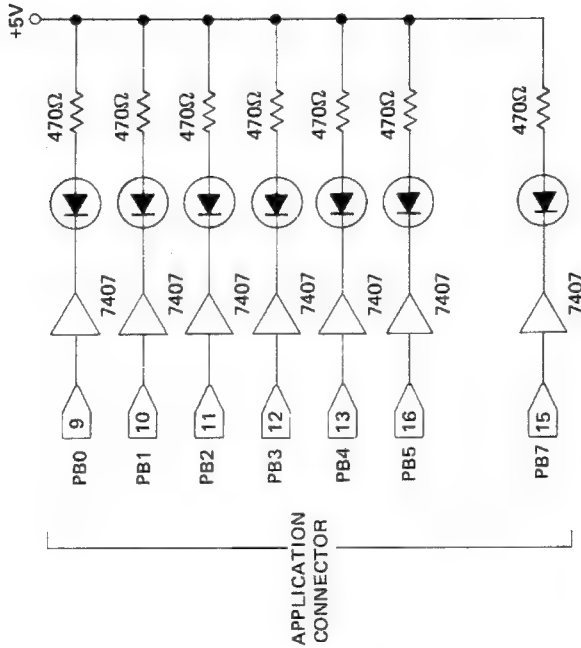 +5V
470Ω
470Ω
470Ω
470Ω
470Ω
470Ω
470Ω
7407
7407
7407
7407
7407
7407
7407
9
10
11
12
13
16
15
PB0
PB1
PB2
PB3
PB4
PB5
PB7
APPLICATION
CONNECTOR